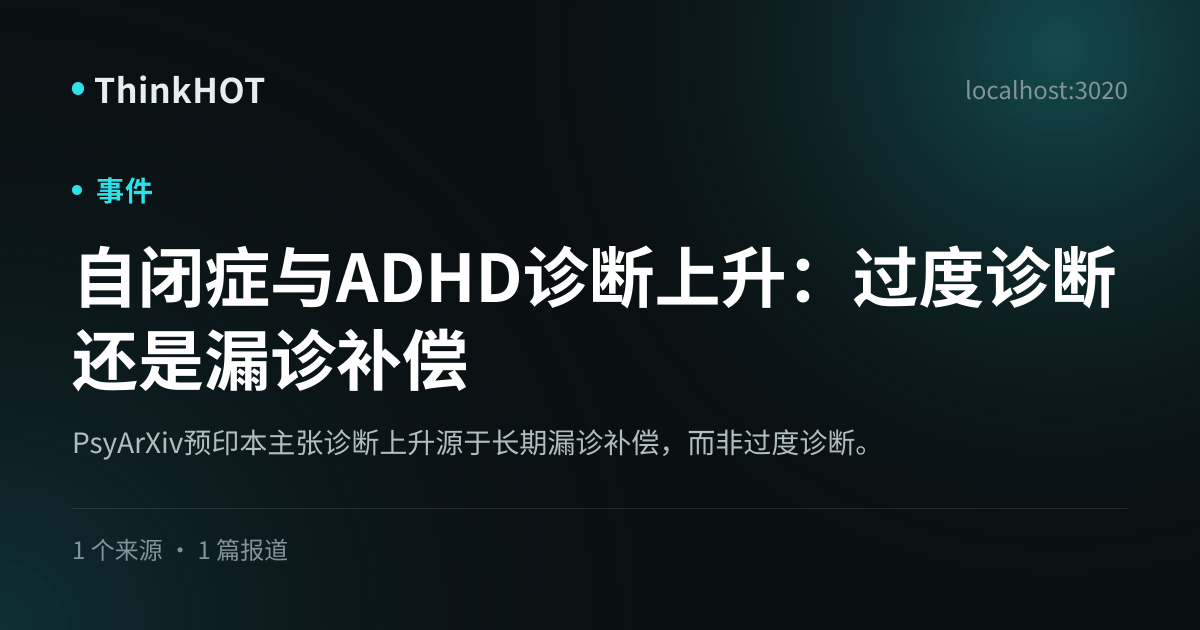 ThinkHOT
localhost:3020
事件
自闭症与ADHD诊断上升：过度诊断
还是漏诊补偿
PsyArXiv预印本主张诊断上升源于长期漏诊补偿，而非过度诊断。
1 个来源 · 1 篇报道